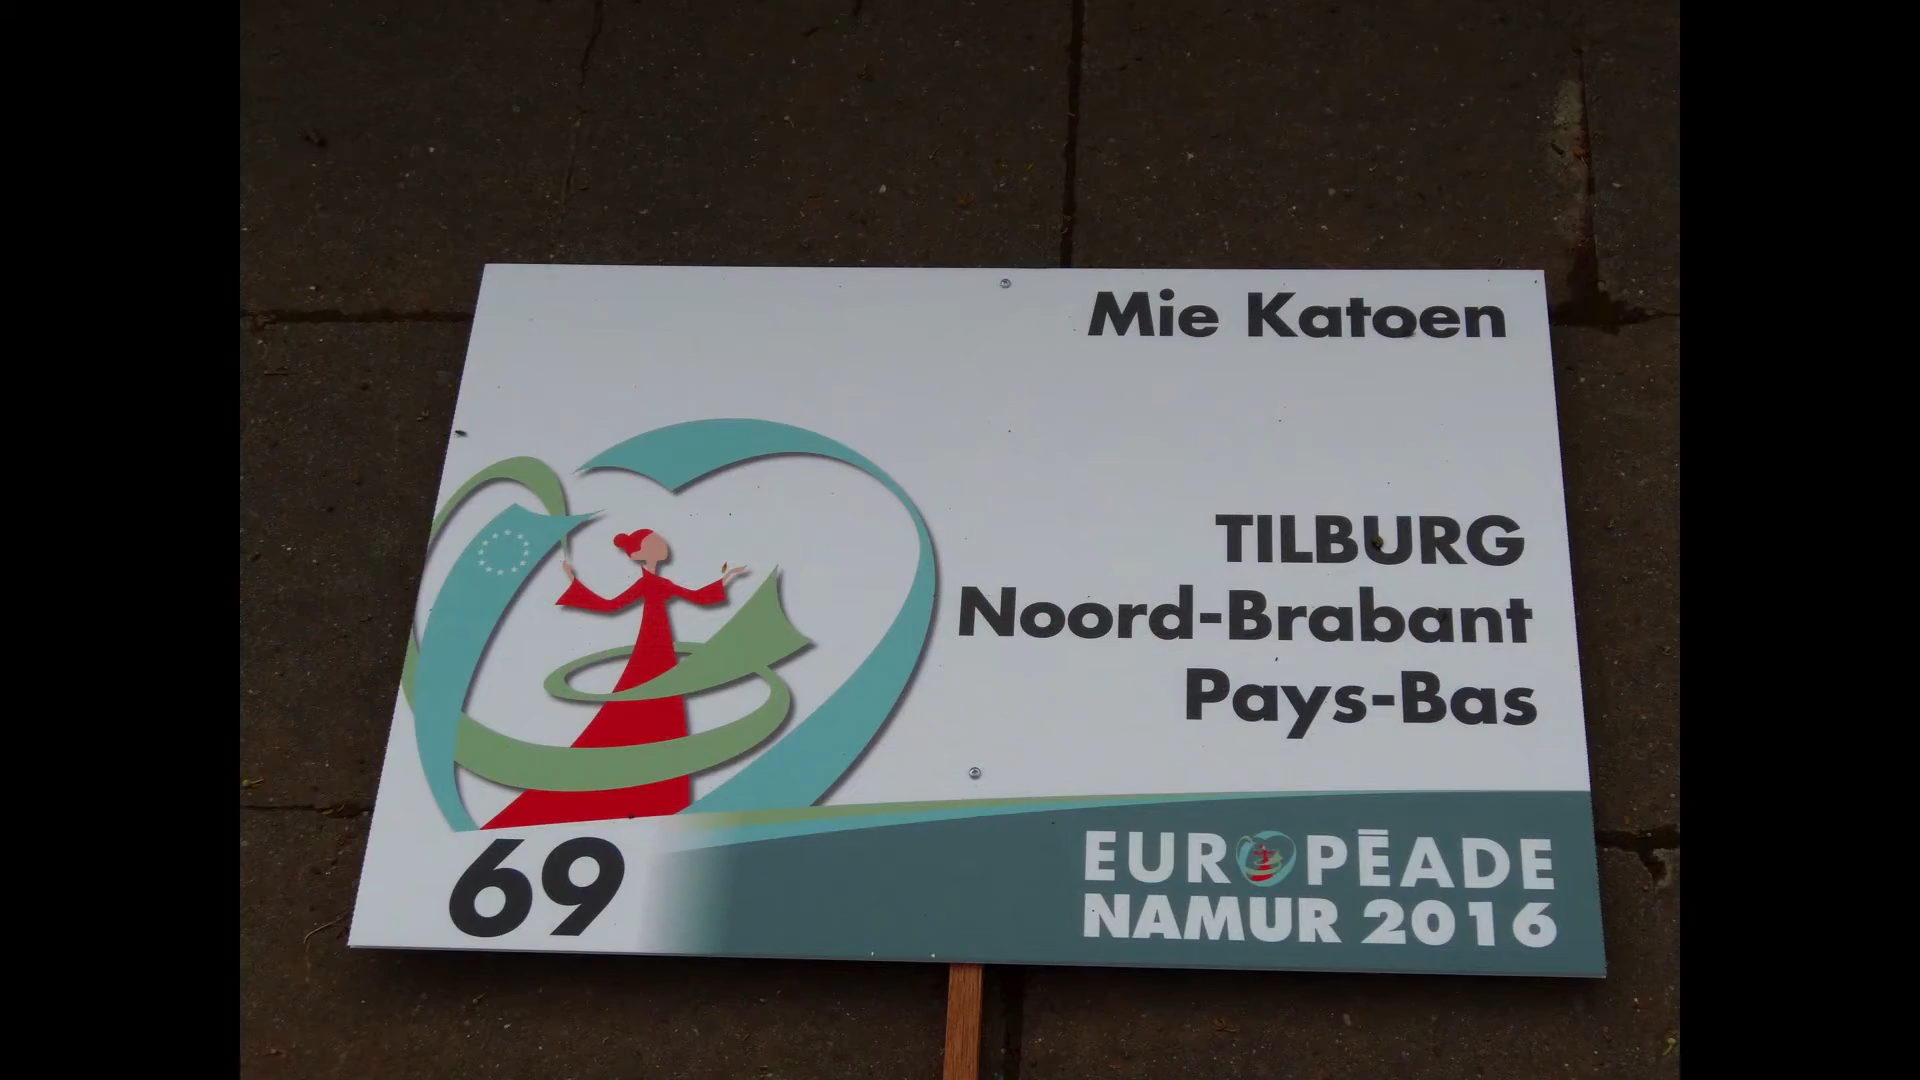 Mie Katoen
TILBURG
Noord-Brabant
Pays-Bas
69
EUROPĒADE
NAMUR 2016